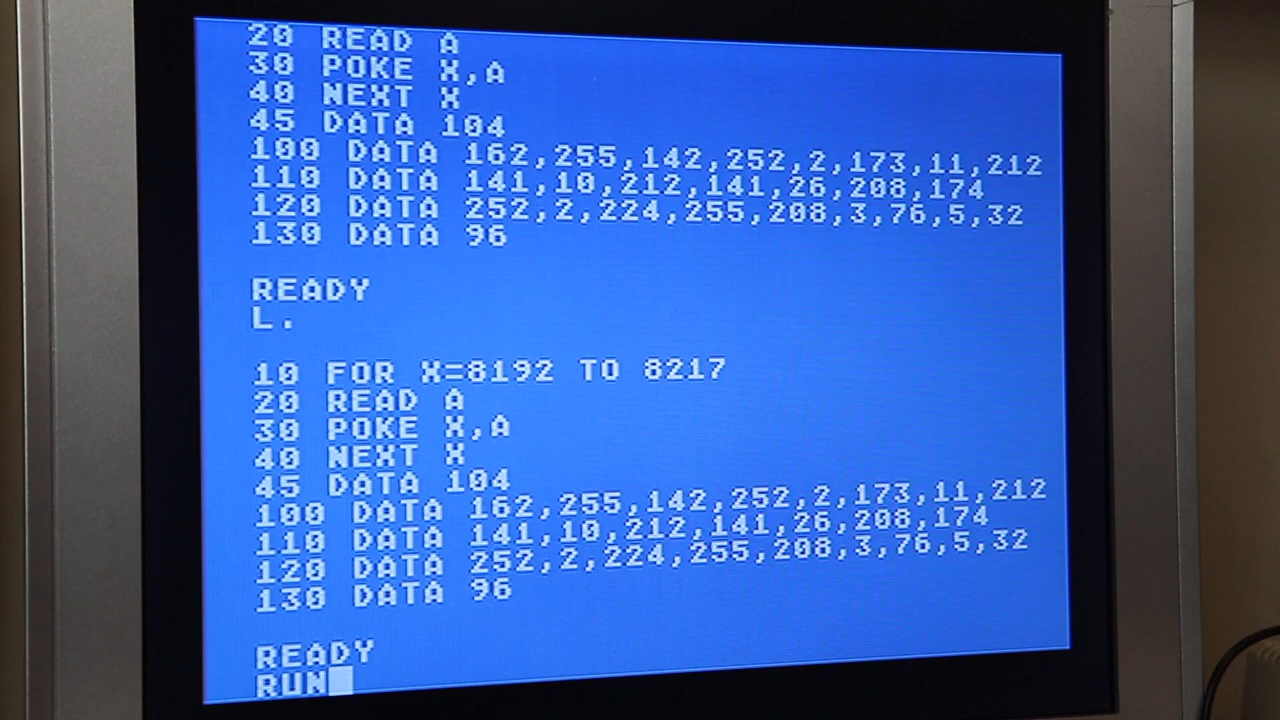 20 READ A
30 POKE X,A
40 NEXT X
45 DATA 104
100 DATA 162,255,142,252,2,173,11,212
110 DATA 141,10,212,141,26,208,174
120 DATA 252,2,224,255,208,3,76,5,32
130 DATA 96
READY
L.
10 FOR X=8192 TO 8217
20 READ A
30 POKE X,A
40 NEXT X
45 DATA 104
100 DATA 162,255,142,252,2,173,11,212
110 DATA 141,10,212,141,26,208,174
120 DATA 252,2,224,255,208,3,76,5,32
130 DATA 96
READY
RUN